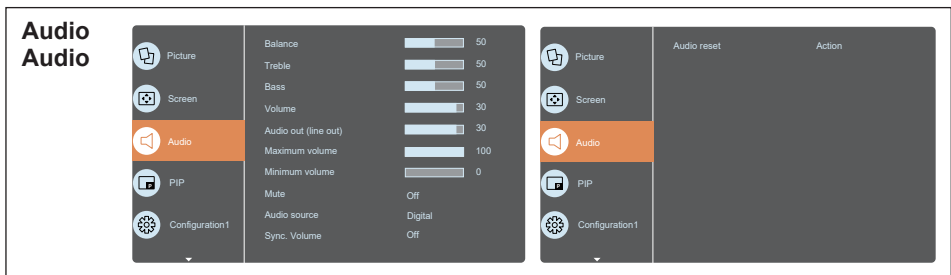 Audio
Audio
Picture
Screen
Audio
PIP
P
Configuration1
Balance 50
Treble 50
Bass 50
Volume 30
Audio out (line out) 30
Maximum volume 100
Minimum volume 0
Mute Off
Audio source Digital
Sync. Volume Off
Picture
Screen
Audio
PIP
P
Configuration1
Audio reset Action